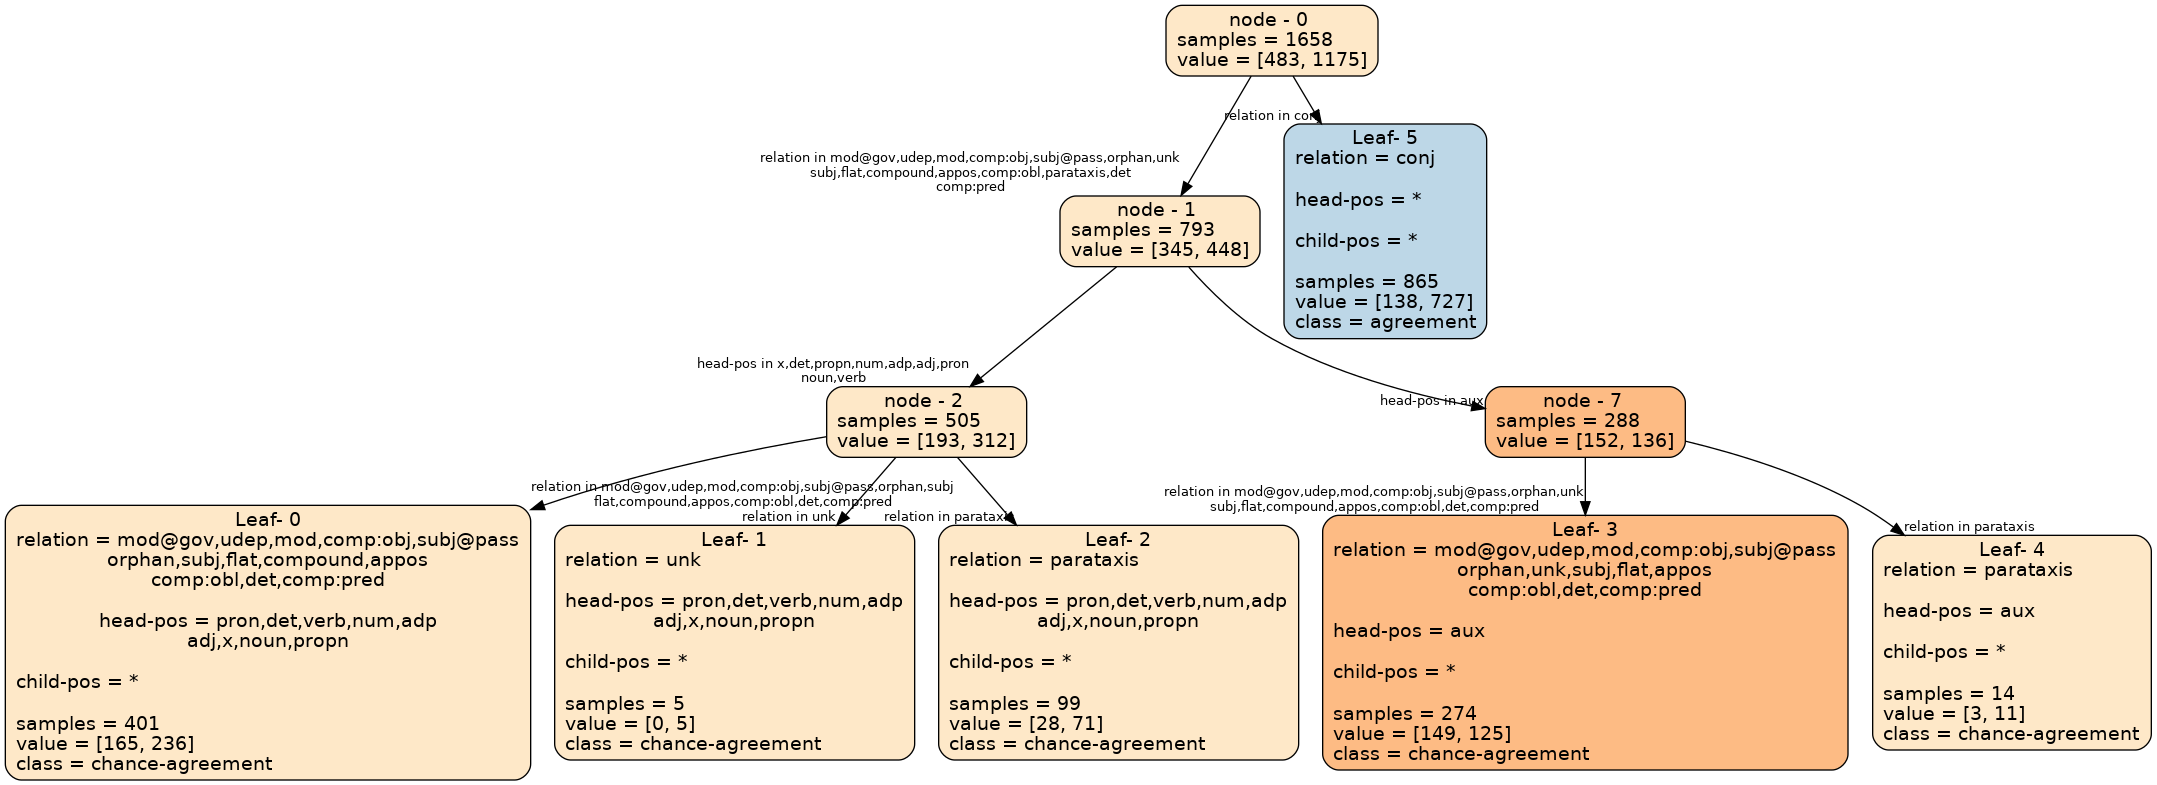 node - 0
samples = 1658
value = [483, 1175]
relation in con
Leaf- 5
relation = conj
head-pos = *
child-pos = *
samples = 865
value = [138, 727]
class = agreement
relation in mod@gov,udep,mod,comp:obj,subj@pass,orphan,unk
subj,flat,compound,appos,comp:obl,parataxis,det
comp:pred
node - 1
samples = 793
value = [345, 448]
head-pos in x,det,propn,num,adp,adj,pron
noun,verb
node - 2
samples = 505
value = [193, 312]
head-pos in aux
node - 7
samples = 288
value = [152, 136]
relation in mod@gov,udep,mod,comp:obj,subj@pass,orphan,subj
flat,compound,appos,comp:obl,det,comp:pred
relation in unk
relation in parataxis
relation in mod@gov,udep,mod,comp:obj,subj@pass,orphan,unk
subj,flat,compound,appos,comp:obl,det,comp:pred
relation in parataxis
Leaf- 0
relation = mod@gov,udep,mod,comp:obj,subj@pass
orphan,subj,flat,compound,appos
comp:obl,det,comp:pred
head-pos = pron,det,verb,num,adp
adj,x,noun,propn
child-pos = *
samples = 401
value = [165, 236]
class = chance-agreement
Leaf- 1
relation = unk
head-pos = pron,det,verb,num,adp
adj,x,noun,propn
child-pos = *
samples = 5
value = [0, 5]
class = chance-agreement
Leaf- 2
relation = parataxis
head-pos = pron,det,verb,num,adp
adj,x,noun,propn
child-pos = *
samples = 99
value = [28, 71]
class = chance-agreement
Leaf- 3
relation = mod@gov,udep,mod,comp:obj,subj@pass
orphan,unk,subj,flat,appos
comp:obl,det,comp:pred
head-pos = aux
child-pos = *
samples = 274
value = [149, 125]
class = chance-agreement
Leaf- 4
relation = parataxis
head-pos = aux
child-pos = *
samples = 14
value = [3, 11]
class = chance-agreement